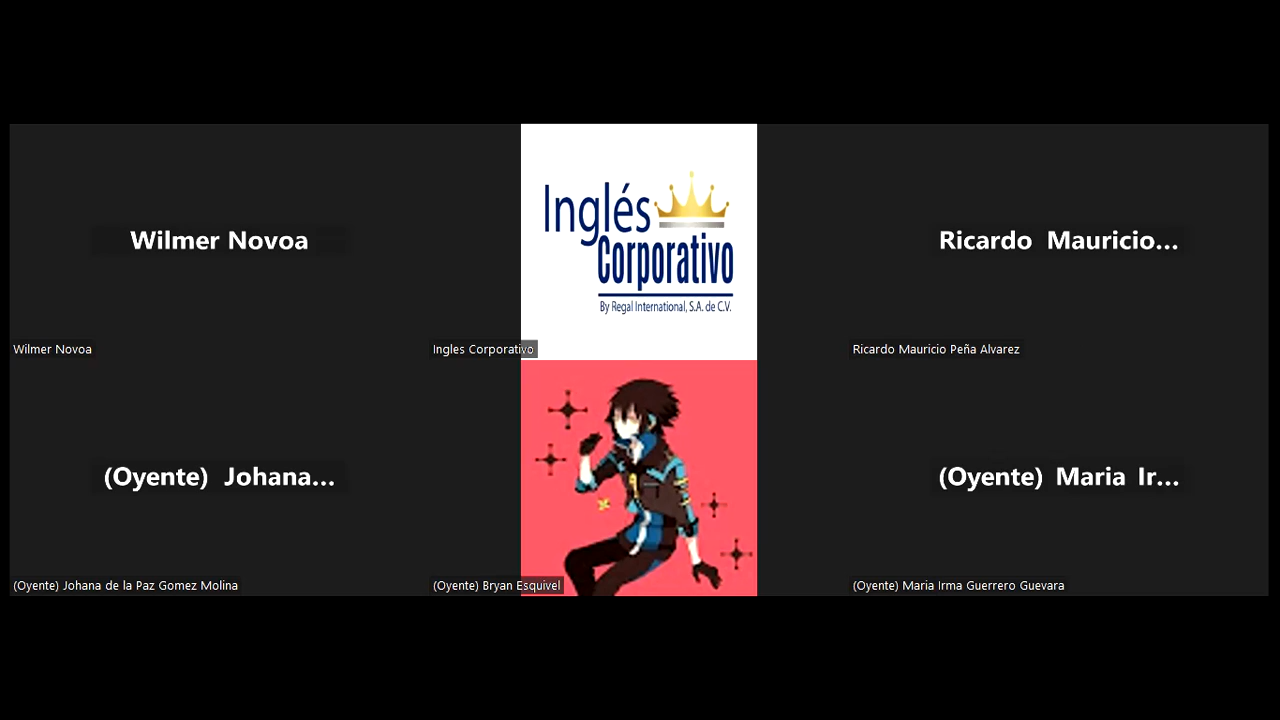 Wilmer Novoa
Wilmer Novoa
Inglés
Corporativo
By Regal International, S.A. de C.V.
Ingles Corporativo
Ricardo Mauricio...
Ricardo Mauricio Peña Alvarez
(Oyente) Johana...
(Oyente) Johana de la Paz Gomez Molina
(Oyente) Bryan Esquivel
(Oyente) Maria Ir...
(Oyente) Maria Irma Guerrero Guevara